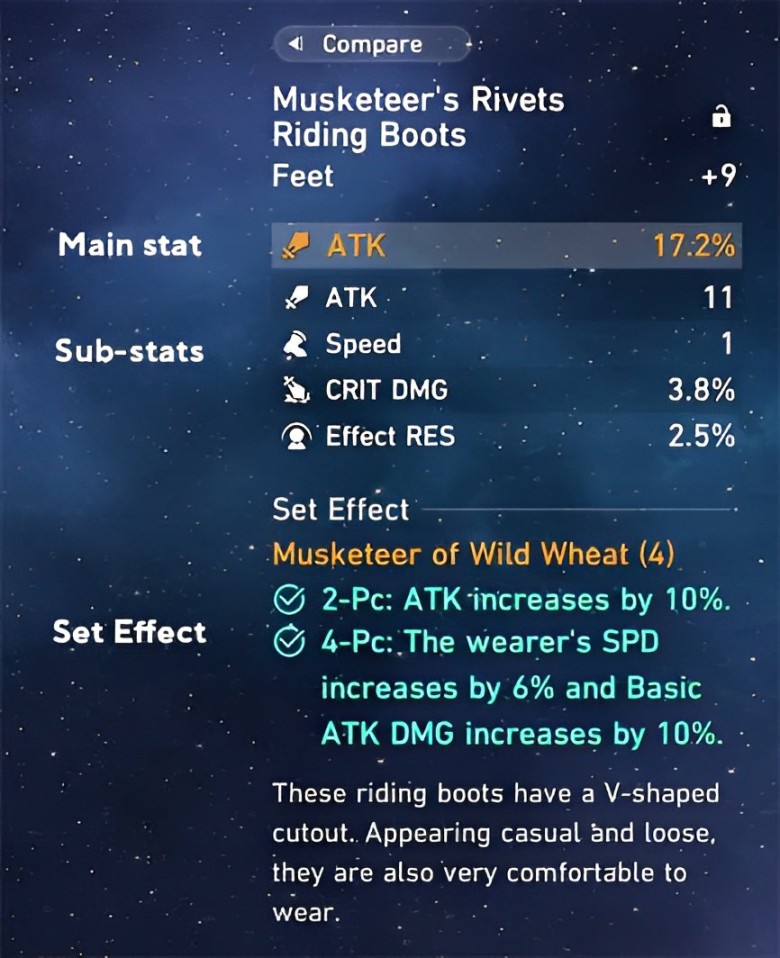 Compare
Musketeer's Rivets
Riding Boots
Feet +9
Main stat ATK 17.2%
ATK 11
Sub-stats Speed 1
CRIT DMG 3.8%
Effect RES 2.5%
Set Effect
Musketeer of Wild Wheat (4)
Set Effect 2-Pc: ATK increases by 10%.
4-Pc: The wearer's SPD
increases by 6% and Basic
ATK DMG increases by 10%.
These riding boots have a V-shaped
cutout. Appearing casual and loose,
they are also very comfortable to
wear.